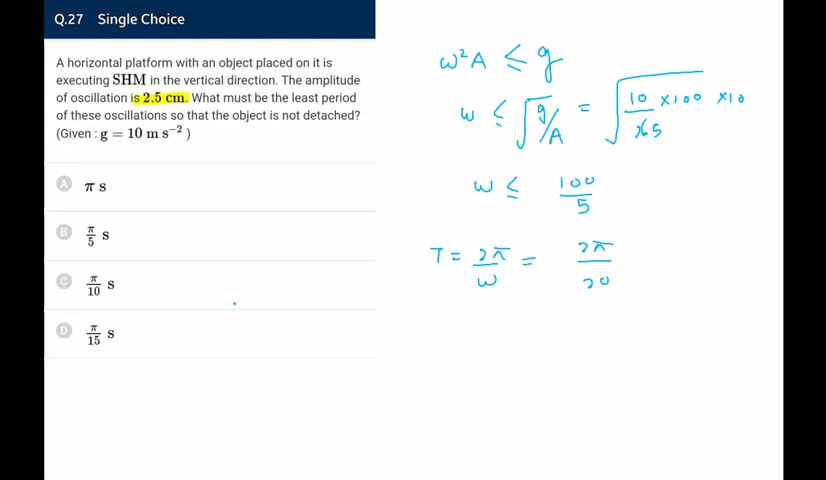 Q.27 Single Choice
A horizontal platform with an object placed on it is
executing SHM in the vertical direction. The amplitude
of oscillation is 2.5 cm. What must be the least period
of these oscillations so that the object is not detached?
(Given : g = 10 m s⁻² )
A π s
B π/5 s
C π/10 s
D π/15 s
ω²A ≤ g
ω ≤ √(g/A) = √(10/25 ×100 ×10)
ω ≤ 100/5
T = 2π/ω = 2π/20